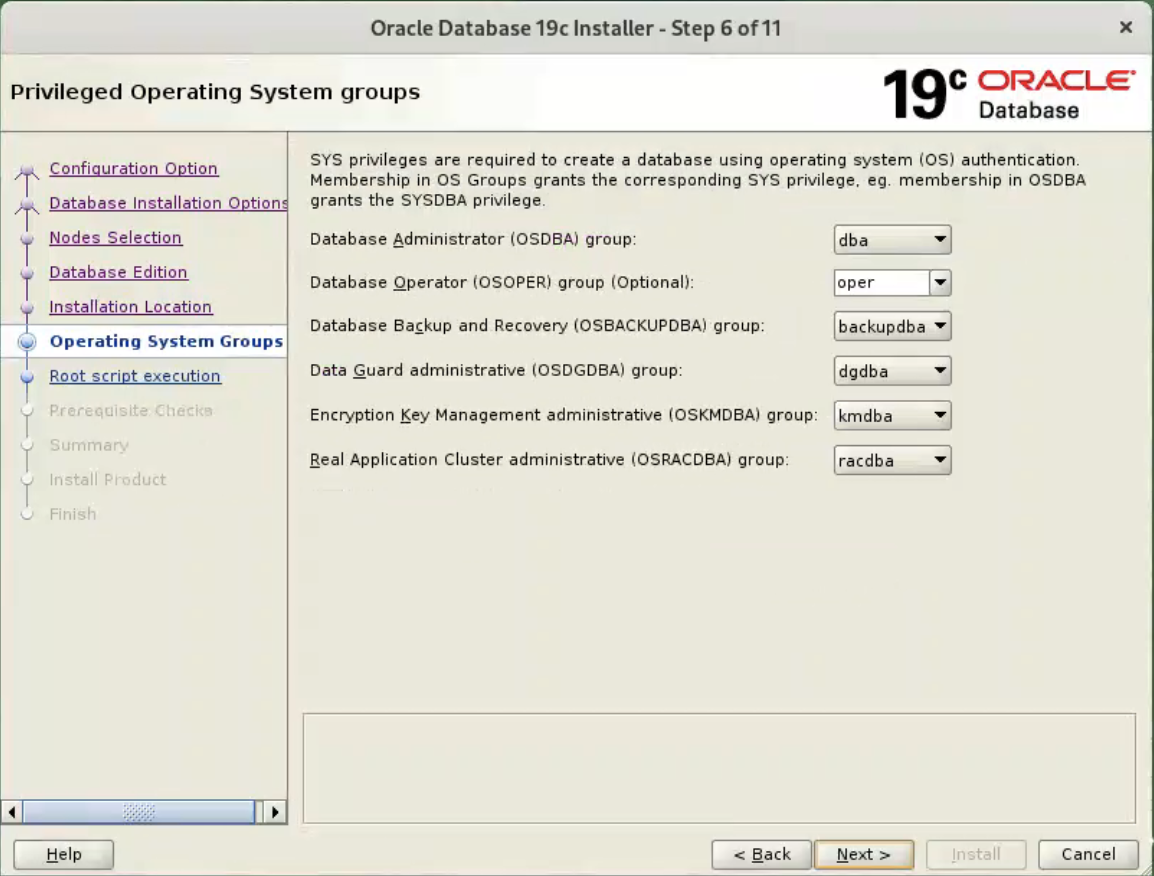 Oracle Database 19c Installer - Step 6 of 11
Privileged Operating System groups
19c ORACLE
Database
Configuration Option
Database Installation Options
Nodes Selection
Database Edition
Installation Location
Operating System Groups
Root script execution
Prerequisite Checks
Summary
Install Product
Finish
SYS privileges are required to create a database using operating system (OS) authentication.
Membership in OS Groups grants the corresponding SYS privilege, eg. membership in OSDBA
grants the SYSDBA privilege.
Database Administrator (OSDBA) group: dba
Database Operator (OSOPER) group (Optional): oper
Database Backup and Recovery (OSBACKUPDBA) group: backupdba
Data Guard administrative (OSDGDBA) group: dgdba
Encryption Key Management administrative (OSKMDBA) group: kmdba
Real Application Cluster administrative (OSRACDBA) group: racdba
Help
< Back
Next >
Install
Cancel